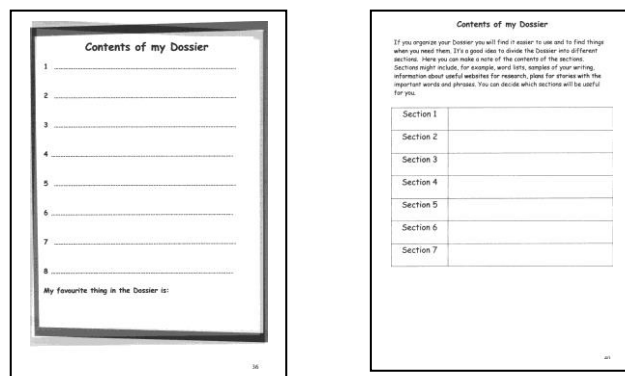 Contents of my Dossier
1 ..........................................................
2 ..........................................................
3 ..........................................................
4 ..........................................................
5 ..........................................................
6 ..........................................................
7 ..........................................................
8 ..........................................................
My favourite thing in the Dossier is:
36
Contents of my Dossier
If you organize your Dossier you will find it easier to use and to find things
when you need them. It's a good idea to divide the Dossier into different
sections. Here you can make a note of the contents of the sections.
Sections might include, for example, word lists, samples of your writing,
information about useful websites for research, plans for stories with the
important words and phrases. You can decide which sections will be useful
for you.
Section 1
Section 2
Section 3
Section 4
Section 5
Section 6
Section 7